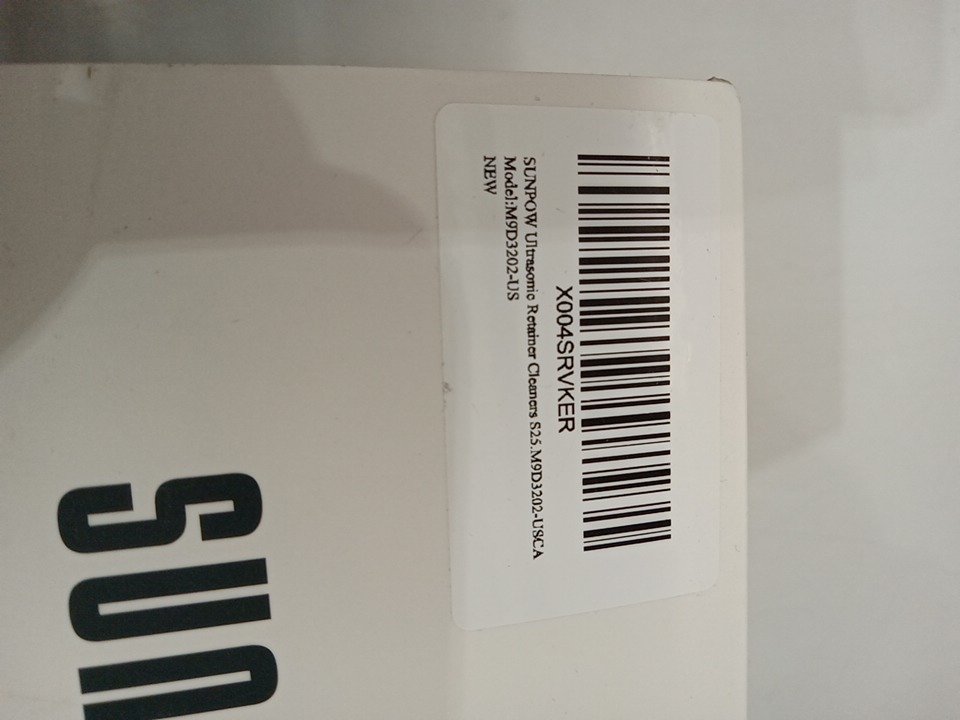 X004SRVKER
SUNPOW Ultrasonic Retainer Cleaners S25.M9D3202-USCA
Model:M9D3202-US
NEW
SUN